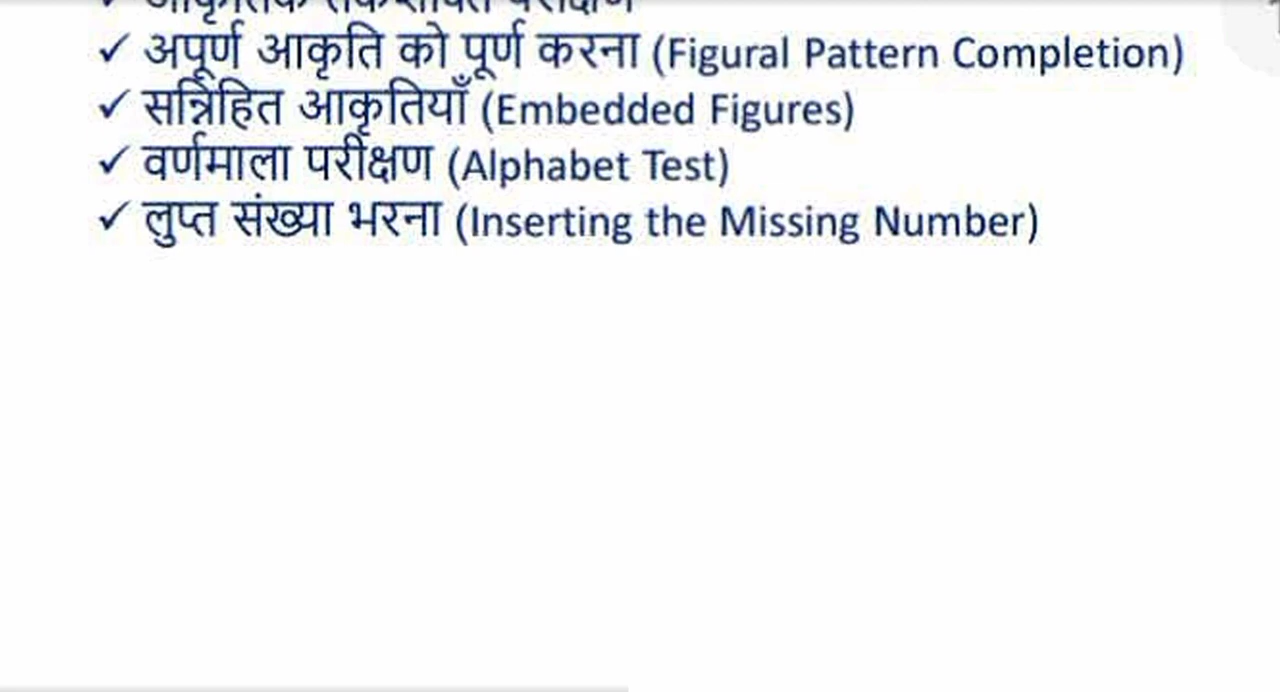 ✓ अपूर्ण आकृति को पूर्ण करना (Figural Pattern Completion)
✓ सन्निहित आकृतियाँ (Embedded Figures)
✓ वर्णमाला परीक्षण (Alphabet Test)
✓ लुप्त संख्या भरना (Inserting the Missing Number)